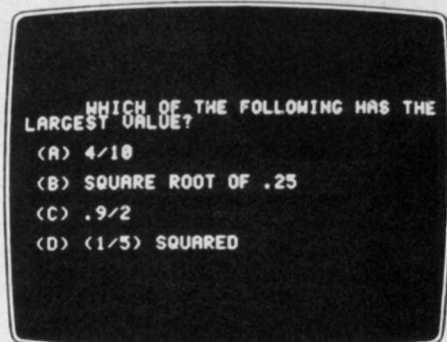 WHICH OF THE FOLLOWING HAS THE
LARGEST VALUE?
(A) 4/10
(B) SQUARE ROOT OF .25
(C) .9/2
(D) (1/5) SQUARED